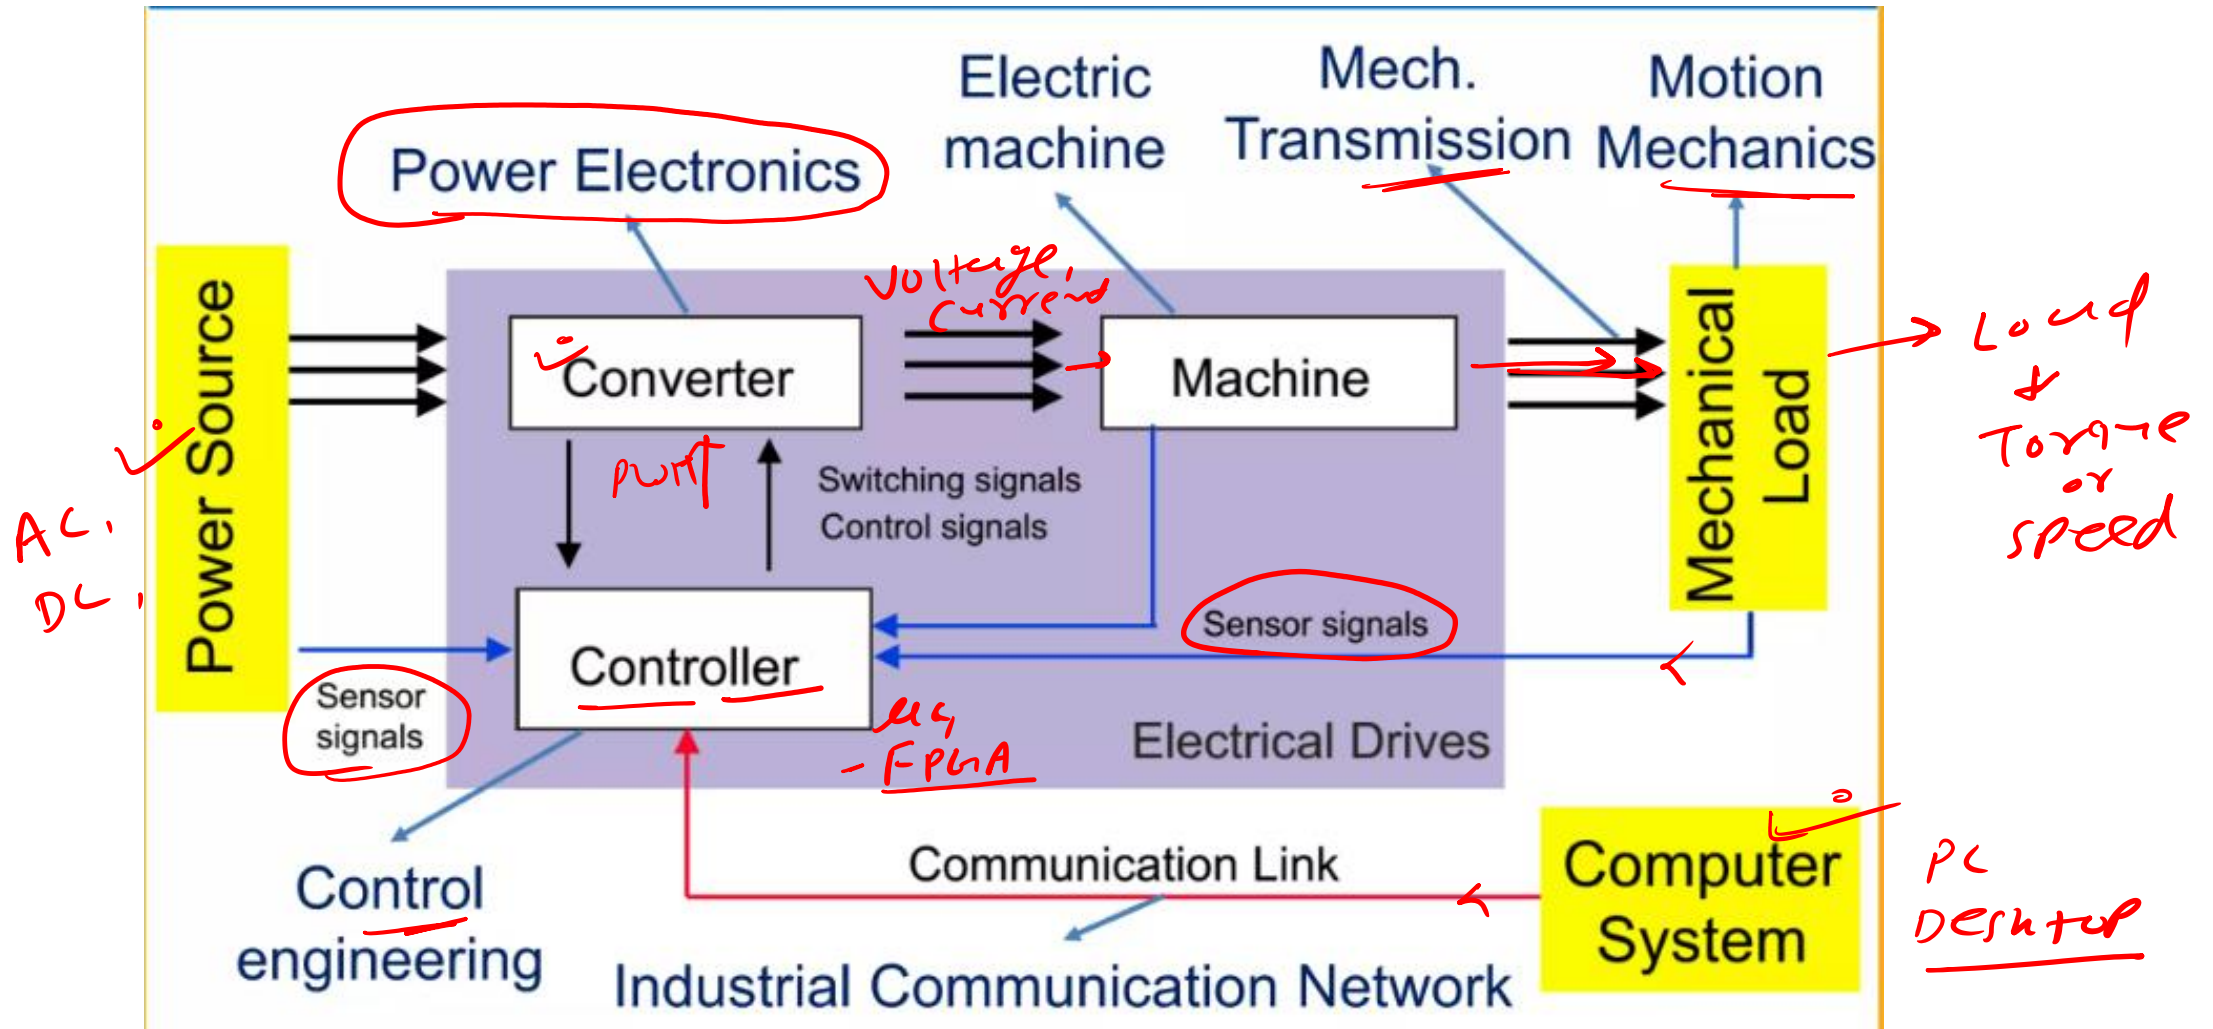 Electric
machine
Mech.
Transmission
Motion
Mechanics
Power Electronics
Power Source
AC,
DC,
Converter
Voltage,
Current
Machine
Mechanical
Load
Load
&
Torque
or
Speed
PWM
Switching signals
Control signals
Sensor
signals
Controller
Sensor signals
μc,
- FPGA
Electrical Drives
Control
engineering
Communication Link
Industrial Communication Network
Computer
System
PC
Desktop